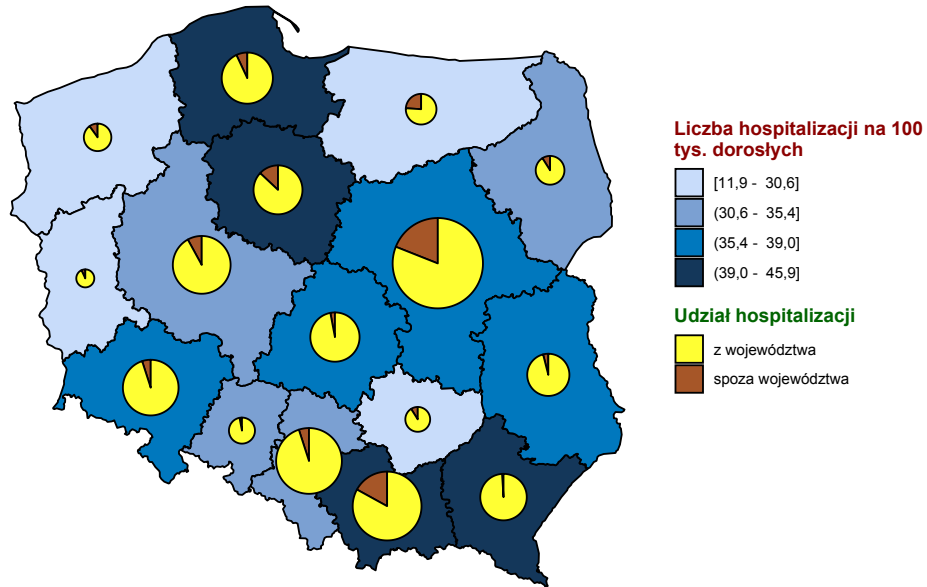 Liczba hospitalizacji na 100
tys. dorosłych
[11,9 - 30,6]
(30,6 - 35,4]
(35,4 - 39,0]
(39,0 - 45,9]
Udział hospitalizacji
z województwa
spoza województwa